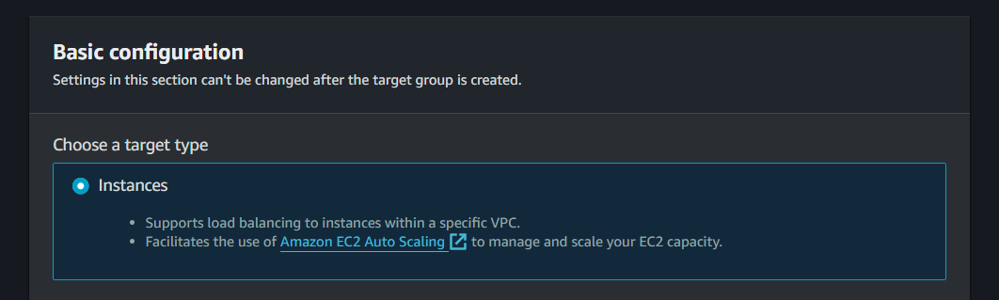 Basic configuration
Settings in this section can't be changed after the target group is created.
Choose a target type
Instances
• Supports load balancing to instances within a specific VPC.
• Facilitates the use of Amazon EC2 Auto Scaling to manage and scale your EC2 capacity.